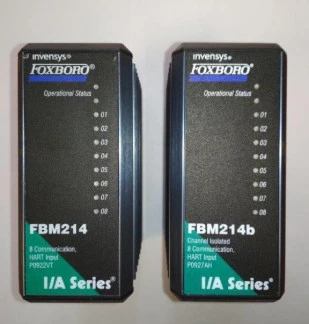 invensys®
FOXBORO®
Operational Status
01
02
03
04
05
06
07
08
FBM214
8 Communication,
HART Input
P0922VT
I/A Series®
invensys®
FOXBORO®
Operational Status
01
02
03
04
05
06
07
08
FBM214b
Channel Isolated
8 Communication,
HART Input
P0927AH
I/A Series®